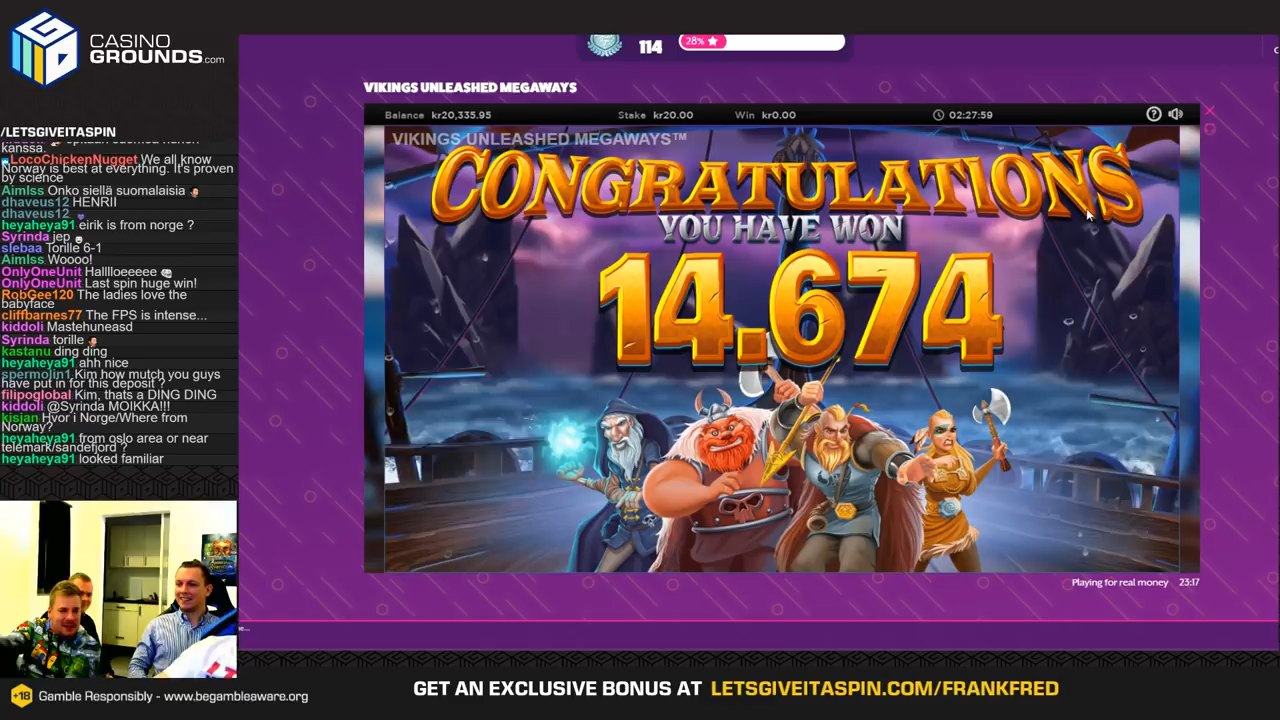 CASINO
GROUNDS.com
114
28%
VIKINGS UNLEASHED MEGAWAYS
Balance kr20,335.95 Stake kr20.00 Win kr0.00 02:27:59
VIKINGS UNLEASHED MEGAWAYS™
CONGRATULATIONS
YOU HAVE WON
14.674
Playing for real money 23:17
/LETSGIVEITASPIN
kanssa.
LocoChickenNugget We all know
Norway is best at everything. It's proven
by science
Aimlss Onko siellä suomalaisia
dhaveus12 HENRII
dhaveus12
heyaheya91 eirik is from norge ?
Syrinda jep
slebaa Torille 6-1
Aimlss Woooo!
OnlyOneUnit Halllloeeeee
OnlyOneUnit Last spin huge win!
RobGee120 The ladies love the
babyface
cliffbarnes77 The FPS is intense...
kiddoli Mastehuneasd
Syrinda torille
kastanu ding ding
heyaheya91 ahh nice
spermolin1 Kim how mutch you guys
have put in for this deposit ?
filipoglobal Kim, thats a DING DING
kiddoli @Syrinda MOIKKA!!!
kisjan Hvor i Norge/Where from
Norway?
heyaheya91 from oslo area or near
telemark/sandefjord ?
heyaheya91 looked familiar
+18 Gamble Responsibly - www.begambleaware.org
GET AN EXCLUSIVE BONUS AT LETSGIVEITASPIN.COM/FRANKFRED